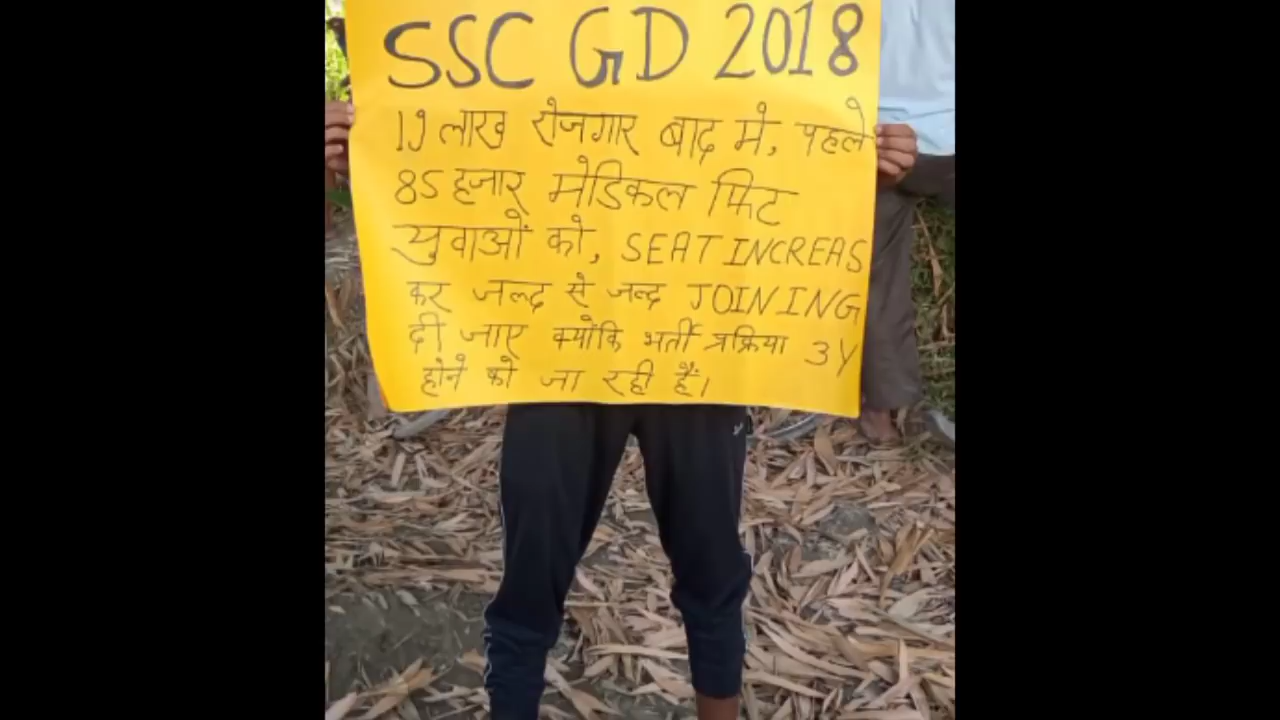 SSC GD 2018
19 लाख रोजगार बाद मे, पहले
85 हजार मेडिकल फिट
युवाओं को, SEAT INCREAS
कर जल्द से जल्द JOINING
दी जाए क्योंकि भर्ती प्रक्रिया 3Y
होने को जा रही हैं।